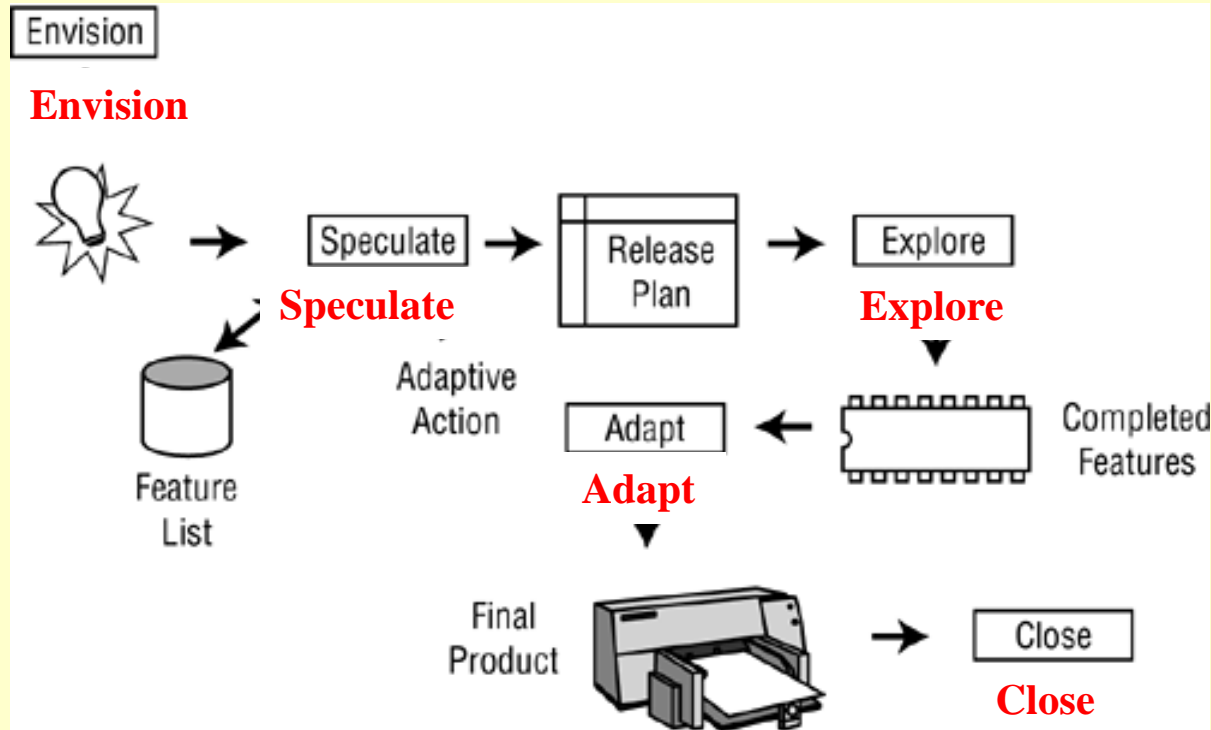 Envision
Envision
Speculate
Speculate
Release
Plan
Explore
Explore
Feature
List
Adaptive
Action
Adapt
Adapt
Completed
Features
Final
Product
Close
Close